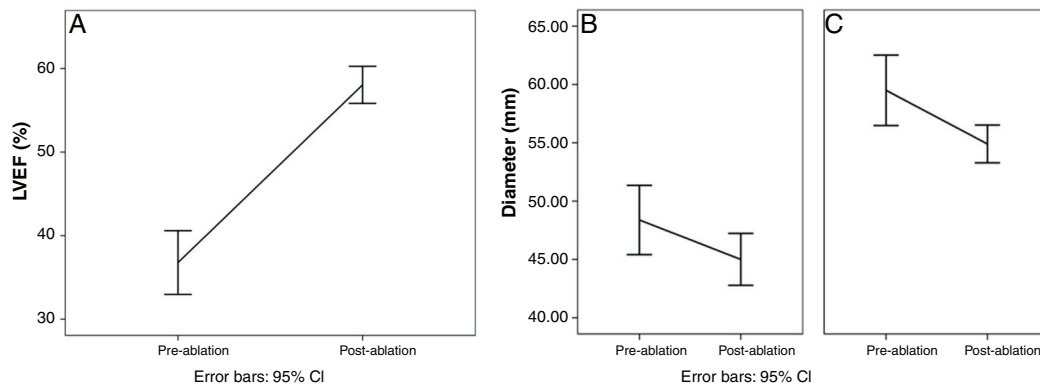 A
LVEF (%)
60
50
40
30
Pre-ablation Post-ablation
Error bars: 95% CI
B C
Diameter (mm)
65.00
60.00
55.00
50.00
45.00
40.00
Pre-ablation Post-ablation Pre-ablation Post-ablation
Error bars: 95% CI